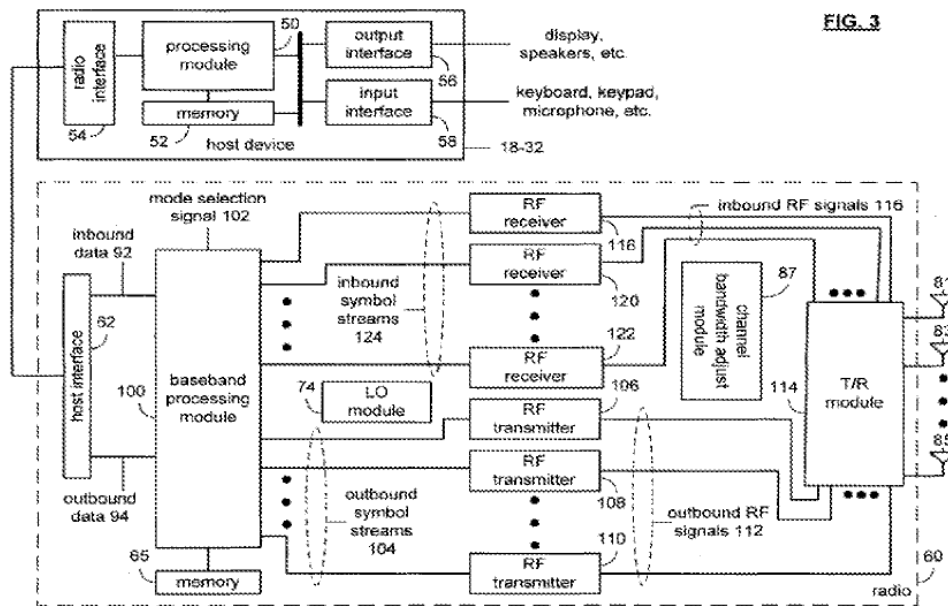 FIG. 3
50
processing
module
output
interface
56
display,
speakers, etc.
radio
interface
54
memory
52
input
interface
58
keyboard, keypad,
microphone, etc.
host device
18-32
mode selection
signal 102
inbound
data 92
RF
receiver
116
inbound RF signals 116
RF
receiver
120
87
channel
bandwidth adjust
module
81
62
host interface
inbound
symbol
streams
124
122
RF
receiver
83
100
baseband
processing
module
74
LO
module
106
RF
transmitter
114
T/R
module
85
outbound
data 94
RF
transmitter
108
outbound
symbol
streams
104
outbound RF
signals 112
65
memory
110
RF
transmitter
60
radio